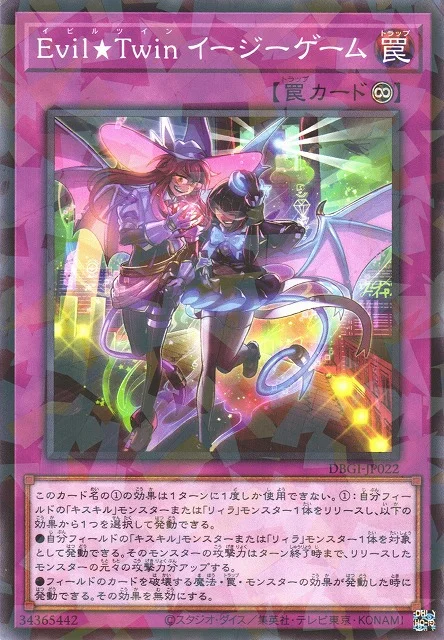 イビルツイン
Evil★Twin イージーゲーム
トラップ
罠
トラップ
【罠カード】
DBGI-JP022
このカード名の①の効果は1ターンに1度しか使用できない。①：自分フィー
ルドの「キスキル」モンスターまたは「リィラ」モンスター1体をリリースし、以下の
効果から1つを選択して発動できる。
●自分フィールドの「キスキル」モンスターまたは「リィラ」モンスター1体を対象
として発動できる。そのモンスターの攻撃力はターン終了時まで、リリースした
モンスターの元々の攻撃力分アップする。
●フィールドのカードを破壊する魔法・罠・モンスターの効果が発動した時に
発動できる。その効果を無効にする。
34365442
©スタジオ・ダイス／集英社・テレビ東京・KONAMI